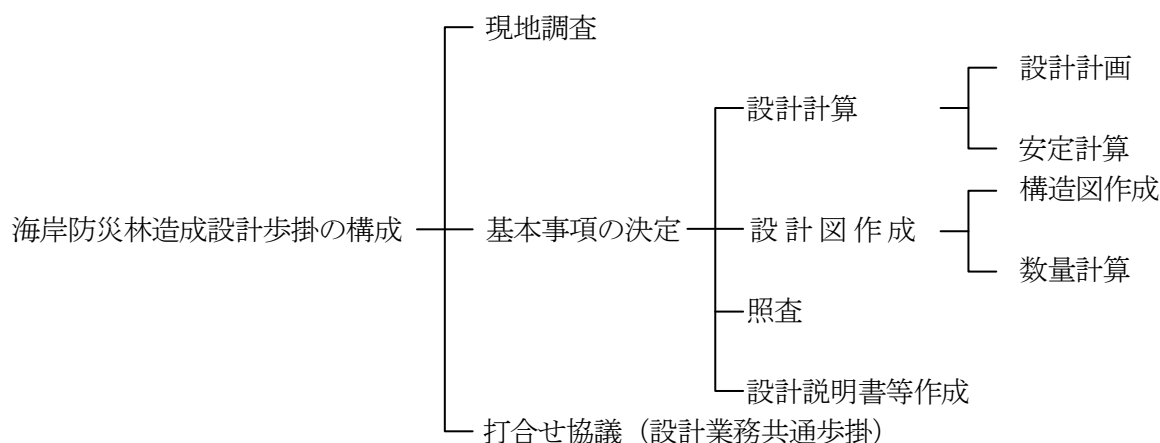 現地調査
設計計画
設計計算
安定計算
構造図作成
海岸防災林造成設計歩掛の構成
基本事項の決定
設計図作成
数量計算
照査
設計説明書等作成
打合せ協議（設計業務共通歩掛）